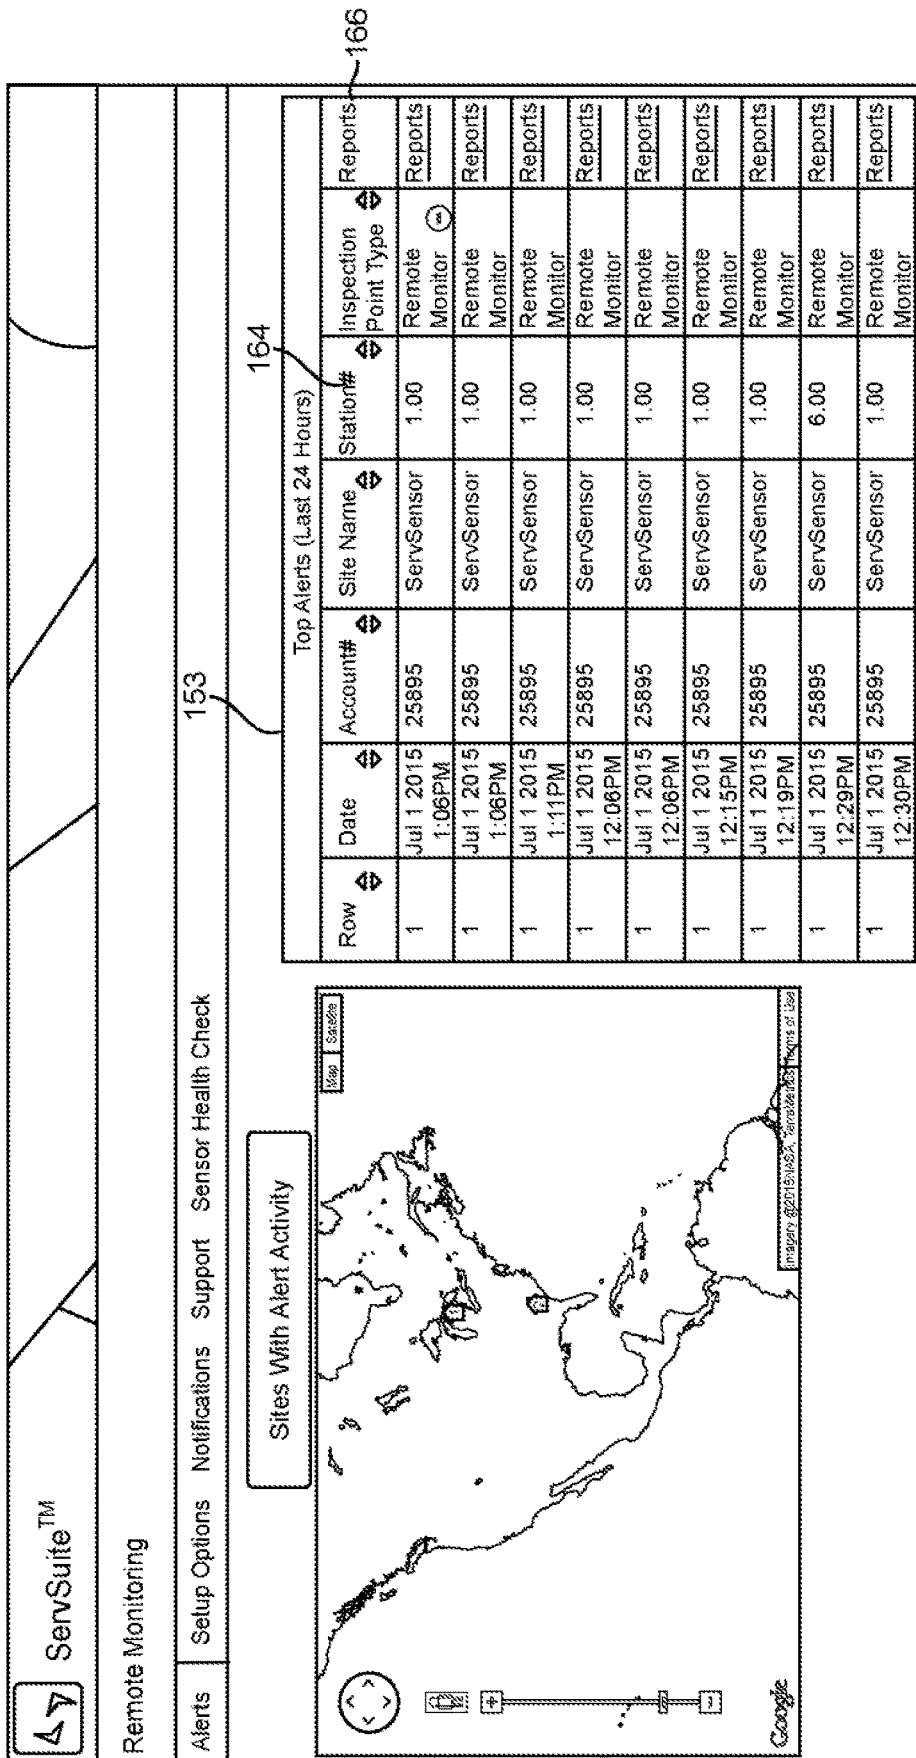 ServSuite™
Remote Monitoring
Alerts Setup Options Notifications Support Sensor Health Check
Sites With Alert Activity
Map Satellite
Google
Imagery @2015NASA, TerraMetrics Terms of Use
153
164
166
Top Alerts (Last 24 Hours)
Row Date Account# Site Name Station# Inspection Point Type Reports
1 Jul 1 2015 1:06PM 25895 ServSensor 1.00 Remote Monitor Reports
1 Jul 1 2015 1:06PM 25895 ServSensor 1.00 Remote Monitor Reports
1 Jul 1 2015 1:11PM 25895 ServSensor 1.00 Remote Monitor Reports
1 Jul 1 2015 12:06PM 25895 ServSensor 1.00 Remote Monitor Reports
1 Jul 1 2015 12:06PM 25895 ServSensor 1.00 Remote Monitor Reports
1 Jul 1 2015 12:15PM 25895 ServSensor 1.00 Remote Monitor Reports
1 Jul 1 2015 12:19PM 25895 ServSensor 1.00 Remote Monitor Reports
1 Jul 1 2015 12:29PM 25895 ServSensor 6.00 Remote Monitor Reports
1 Jul 1 2015 12:30PM 25895 ServSensor 1.00 Remote Monitor Reports